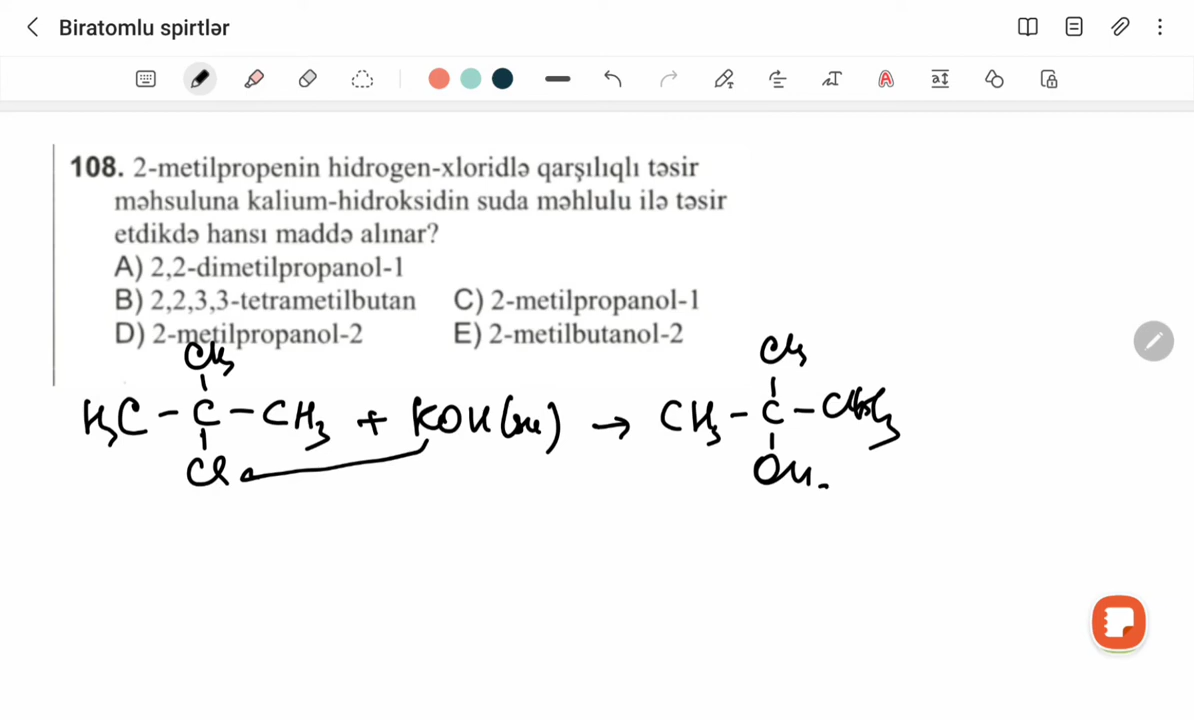 Biratomlu spirtlər
108. 2-metilpropenin hidrogen-xloridlə qarşılıqlı təsir
məhsuluna kalium-hidroksidin suda məhlulu ilə təsir
etdikdə hansı maddə alınar?
A) 2,2-dimetilpropanol-1
B) 2,2,3,3-tetrametilbutan C) 2-metilpropanol-1
D) 2-metilpropanol-2 E) 2-metilbutanol-2
CH₃ CH₃
H₃C - C - CH₃ + KOH → CH₃ - C -
Cl OH